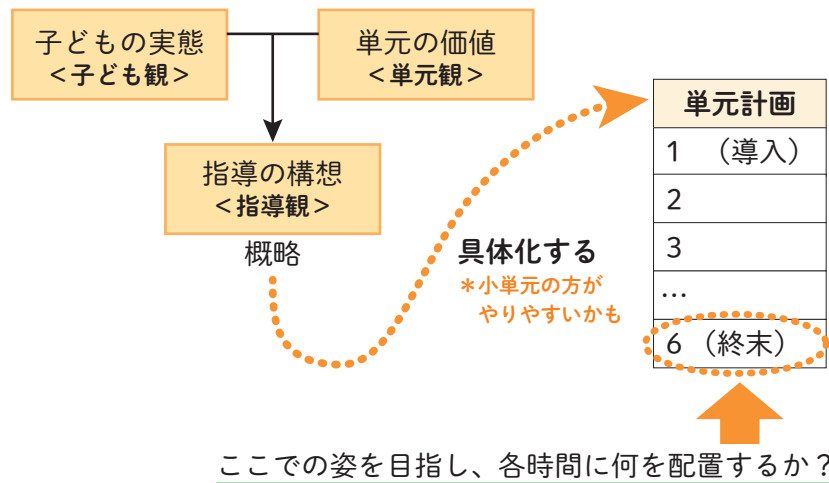 子どもの実態
＜子ども観＞
単元の価値
＜単元観＞
指導の構想
＜指導観＞
概略
具体化する
＊小単元の方が
やりやすいかも
単元計画
1 （導入）
2
3
…
6 （終末）
ここでの姿を目指し、各時間に何を配置するか？